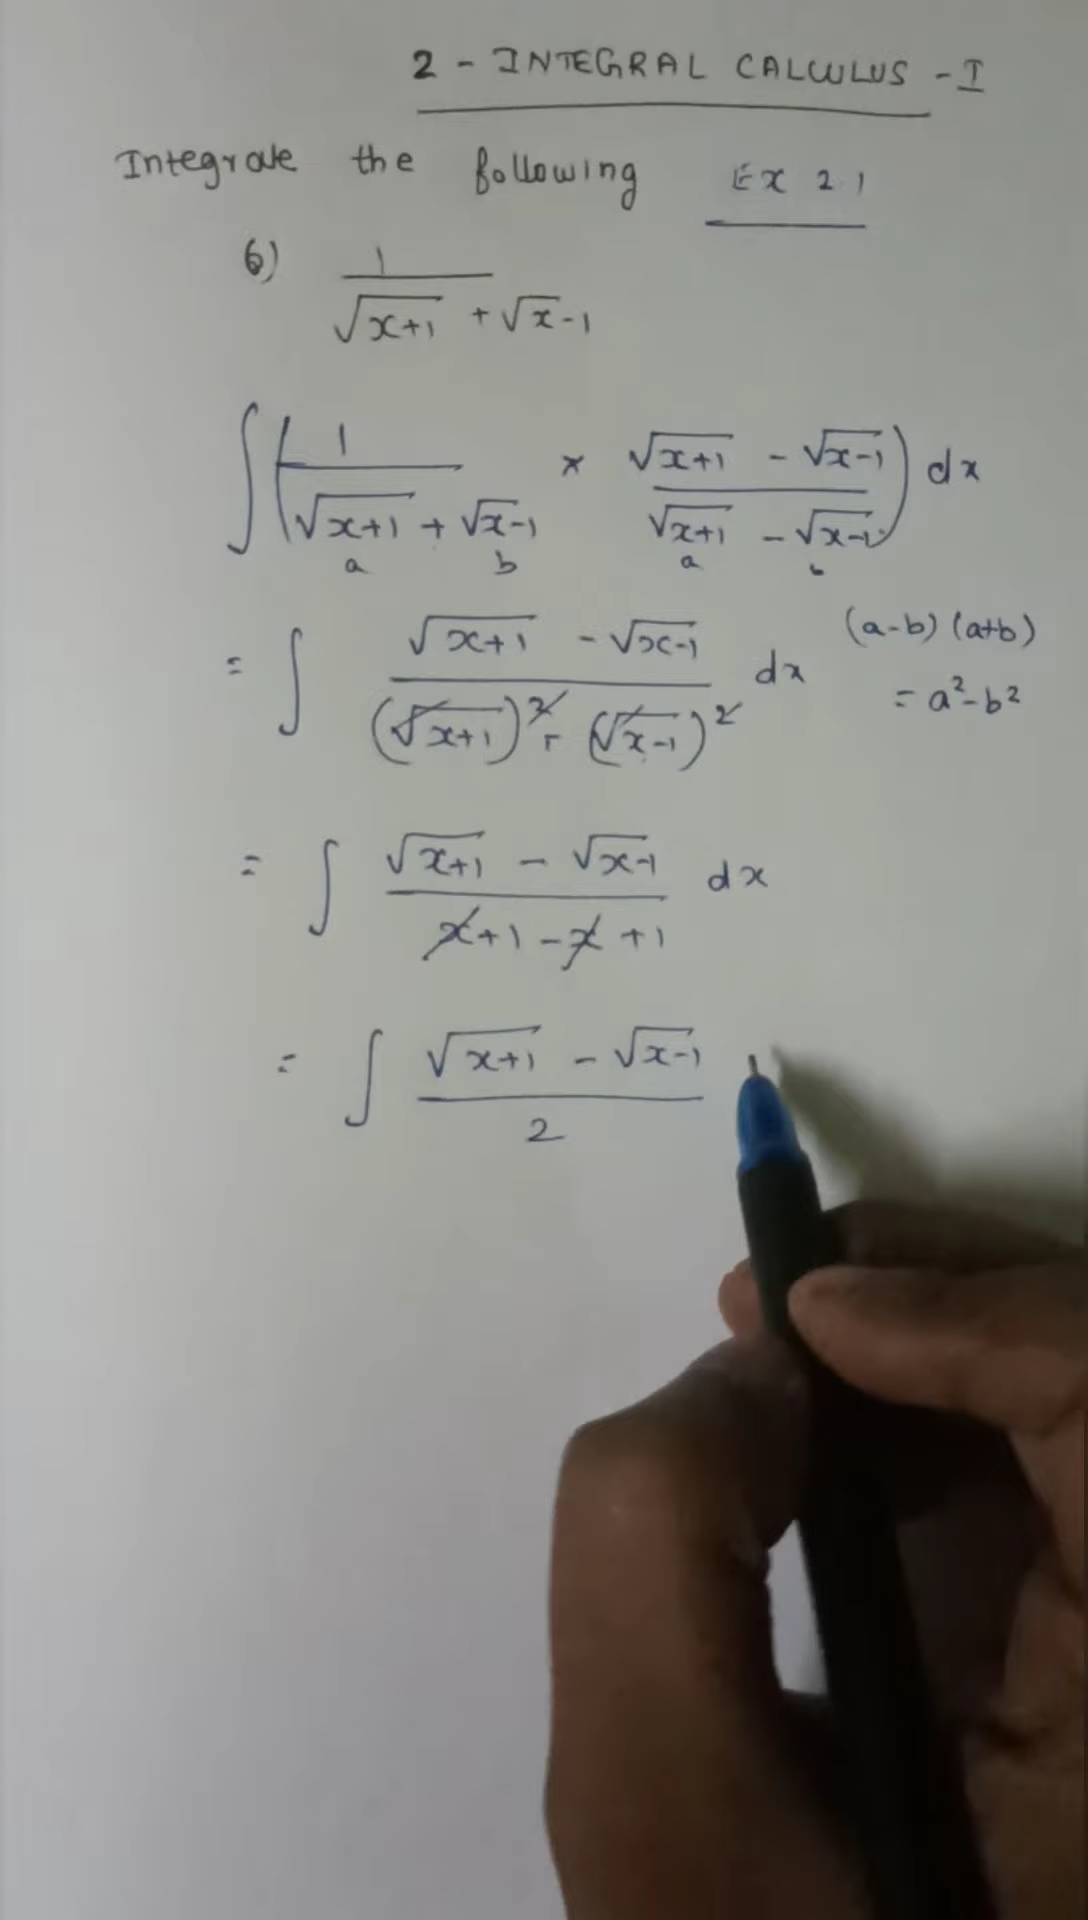 2 - INTEGRAL CALCULUS - I
Integrate the following Ex 2.1
6) 1 / √x+1 + √x-1
∫ ( 1 / √x+1 + √x-1 × √x+1 - √x-1 / √x+1 - √x-1 ) dx
a b a b
= ∫ √x+1 - √x-1 / (√x+1)² - (√x-1)² dx (a-b) (a+b)
= a²-b²
= ∫ √x+1 - √x-1 / x+1-x+1 dx
= ∫ √x+1 - √x-1 / 2